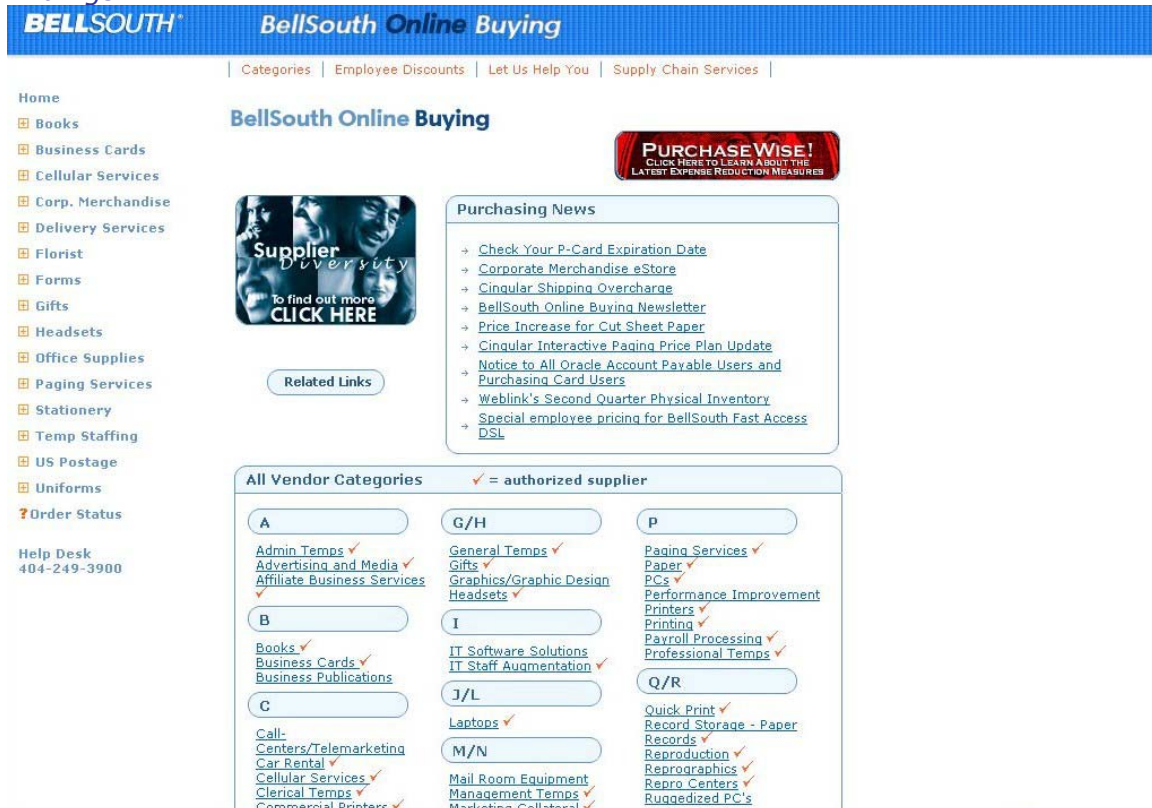 BELLSOUTH
BellSouth Online Buying
Categories | Employee Discounts | Let Us Help You | Supply Chain Services |
Home
Books
Business Cards
Cellular Services
Corp. Merchandise
Delivery Services
Florist
Forms
Gifts
Headsets
Office Supplies
Paging Services
Stationery
Temp Staffing
US Postage
Uniforms
?Order Status
Help Desk
404-249-3900
BellSouth Online Buying
PURCHASEWISE!
CLICK HERE TO LEARN ABOUT THE
LATEST EXPENSE REDUCTION MEASURES
Supplier
Diversity
To find out more
CLICK HERE
Related Links
Purchasing News
Check Your P-Card Expiration Date
Corporate Merchandise eStore
Cingular Shipping Overcharge
BellSouth Online Buying Newsletter
Price Increase for Cut Sheet Paper
Cingular Interactive Paging Price Plan Update
Notice to All Oracle Account Payable Users and
Purchasing Card Users
Weblink's Second Quarter Physical Inventory
Special employee pricing for BellSouth Fast Access
DSL
All Vendor Categories ✓ = authorized supplier
A
Admin Temps ✓
Advertising and Media ✓
Affiliate Business Services
✓
B
Books ✓
Business Cards ✓
Business Publications
C
Call-
Centers/Telemarketing
Car Rental ✓
Cellular Services ✓
Clerical Temps ✓
Commercial Printers ✓
G/H
General Temps ✓
Gifts ✓
Graphics/Graphic Design
Headsets ✓
I
IT Software Solutions
IT Staff Augmentation ✓
J/L
Laptops ✓
M/N
Mail Room Equipment
Management Temps ✓
Marketing Collateral ✓
P
Paging Services ✓
Paper ✓
PCs ✓
Performance Improvement
Printers ✓
Printing ✓
Payroll Processing ✓
Professional Temps ✓
Q/R
Quick Print ✓
Record Storage - Paper
Records ✓
Reproduction ✓
Reprographics ✓
Repro Centers ✓
Ruggedized PC's